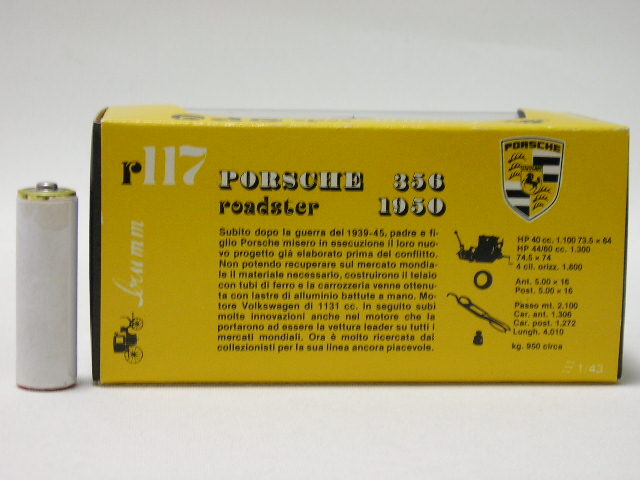 r117
PORSCHE 356
roadster 1950
Subito dopo la guerra del 1939-45, padre e fi-
glio Porsche misero in esecuzione il loro nuo-
vo progetto già elaborato prima del conflitto.
Non potendo recuperare sul mercato mondia-
le il materiale necessario, costruirono il telaio
con tubi di ferro e la carrozzeria venne ottenu-
ta con lastre di alluminio battute a mano. Mo-
tore Volkswagen di 1131 cc. In seguito subì
molte innovazioni anche nel motore che la
portarono ad essere la vettura leader su tutti i
mercati mondiali. Ora è molto ricercata dai
collezionisti per la sua linea ancora piacevole.
brumm
PORSCHE
HP 40 cc. 1.100 73.5 x 64
HP 44/60 cc. 1.300
74.5 x 74
4 cil. orizz. 1.600
Ant. 5.00 x 16
Post. 5.00 x 16
Passo mt. 2.100
Car. ant. 1.306
Car. post. 1.272
Lungh. 4.010
kg. 950 circa
1/43